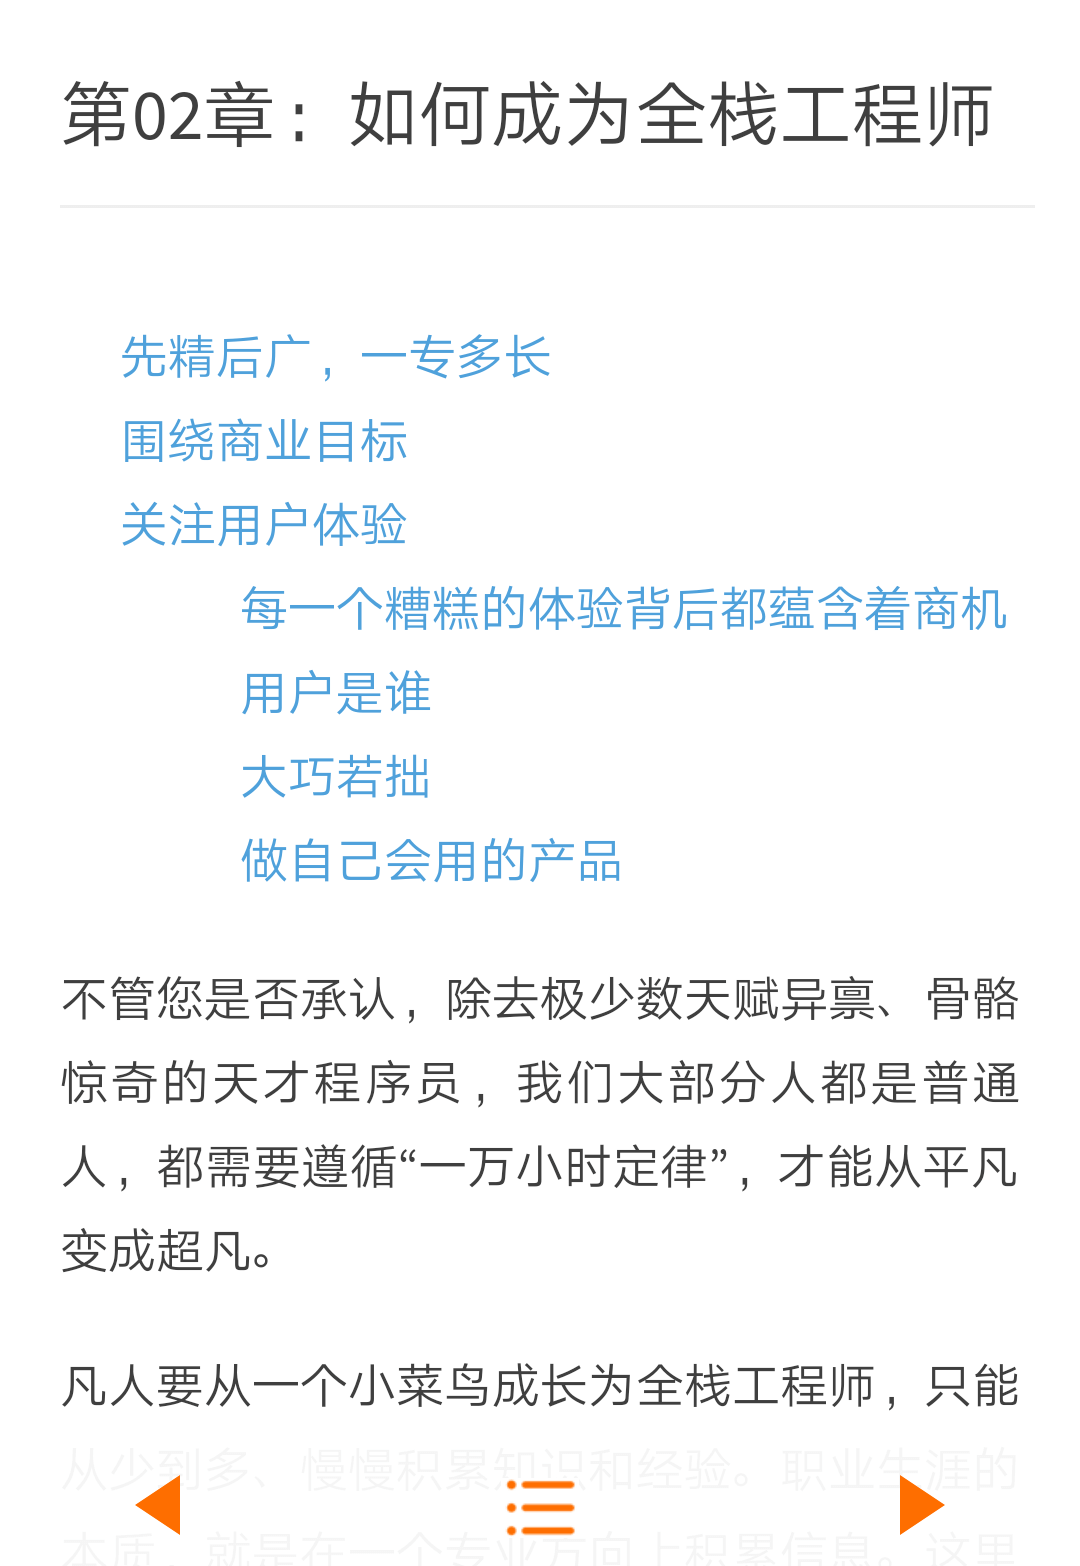 第02章：如何成为全栈工程师
先精后广，一专多长
围绕商业目标
关注用户体验
每一个糟糕的体验背后都蕴含着商机
用户是谁
大巧若拙
做自己会用的产品
不管您是否承认，除去极少数天赋异禀、骨骼
惊奇的天才程序员，我们大部分人都是普通
人，都需要遵循“一万小时定律”，才能从平凡
变成超凡。
凡人要从一个小菜鸟成长为全栈工程师，只能
从少到多、慢慢积累知识和经验。职业生涯的
本质，就是在一个专业方向上积累信息。这里